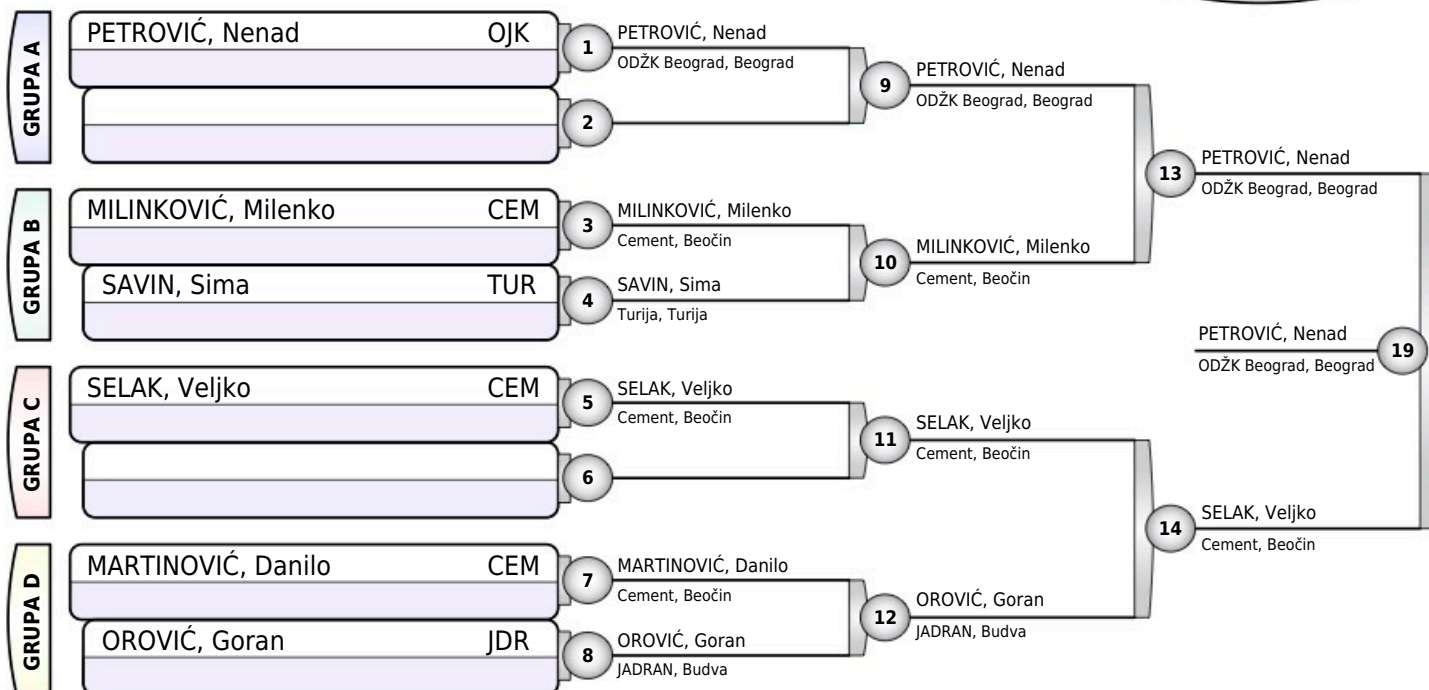 GRUPA A
PETROVIĆ, Nenad OJK
1
PETROVIĆ, Nenad
ODŽK Beograd, Beograd
2
9
PETROVIĆ, Nenad
ODŽK Beograd, Beograd
GRUPA B
MILINKOVIĆ, Milenko CEM
3
MILINKOVIĆ, Milenko
Cement, Beočin
SAVIN, Sima TUR
4
SAVIN, Sima
Turija, Turija
10
MILINKOVIĆ, Milenko
Cement, Beočin
13
PETROVIĆ, Nenad
ODŽK Beograd, Beograd
PETROVIĆ, Nenad
ODŽK Beograd, Beograd
19
GRUPA C
SELAK, Veljko CEM
5
SELAK, Veljko
Cement, Beočin
6
11
SELAK, Veljko
Cement, Beočin
GRUPA D
MARTINOVIĆ, Danilo CEM
7
MARTINOVIĆ, Danilo
Cement, Beočin
OROVIĆ, Goran JDR
8
OROVIĆ, Goran
JADRAN, Budva
12
OROVIĆ, Goran
JADRAN, Budva
14
SELAK, Veljko
Cement, Beočin